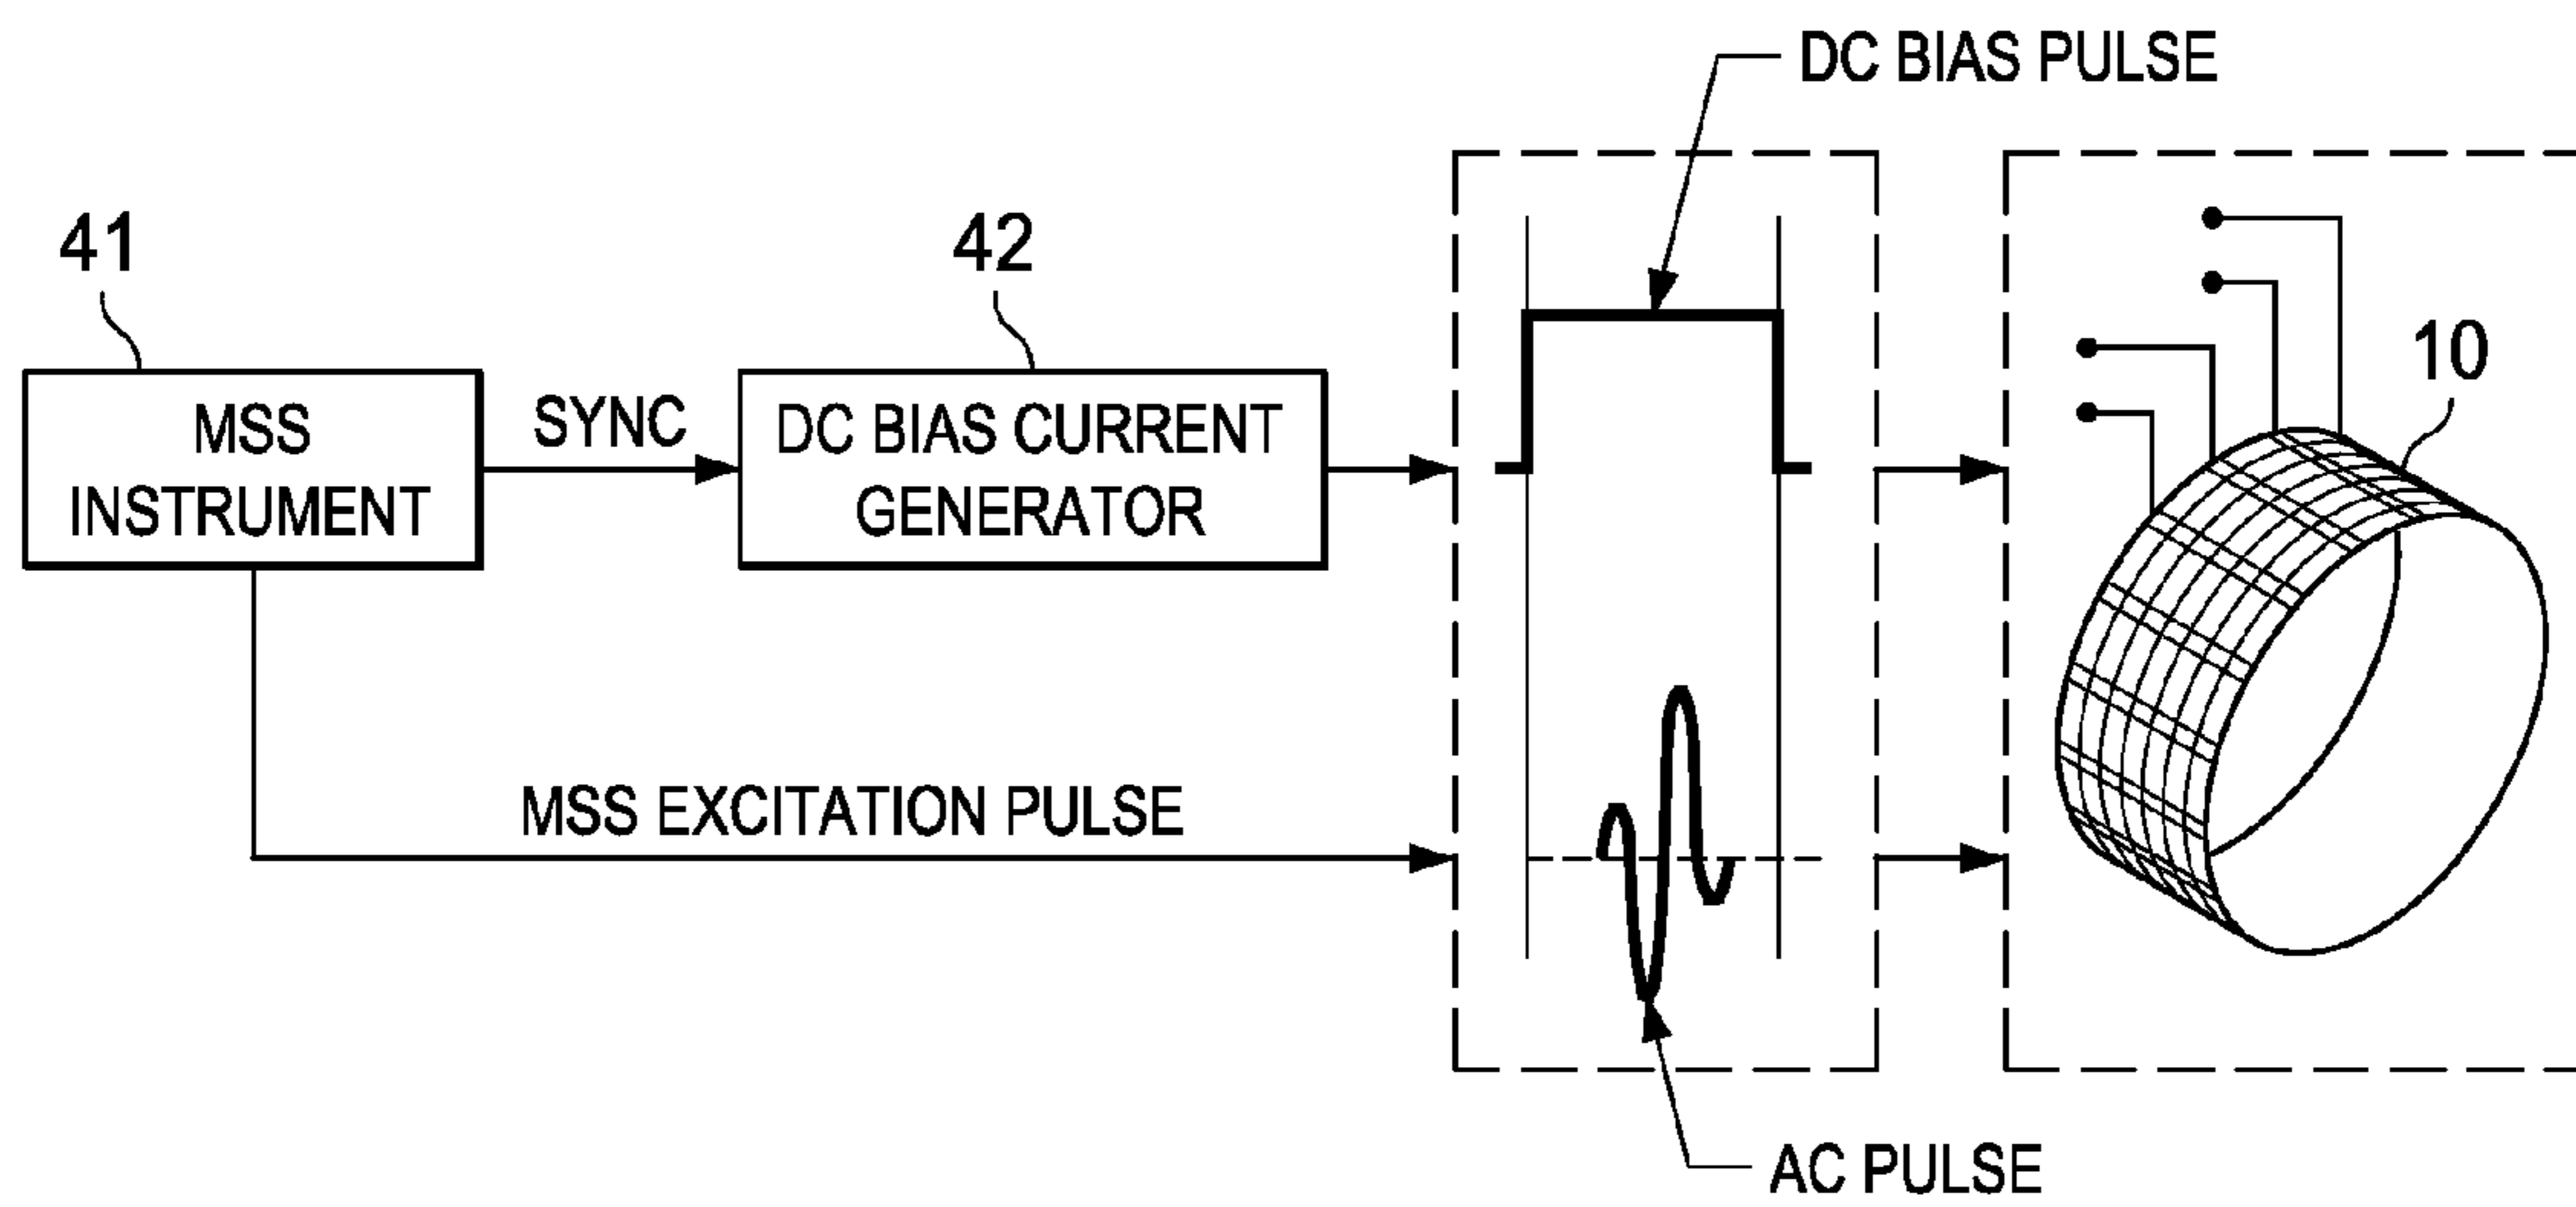 DC BIAS PULSE
41
42
10
MSS
INSTRUMENT
SYNC
DC BIAS CURRENT
GENERATOR
MSS EXCITATION PULSE
AC PULSE